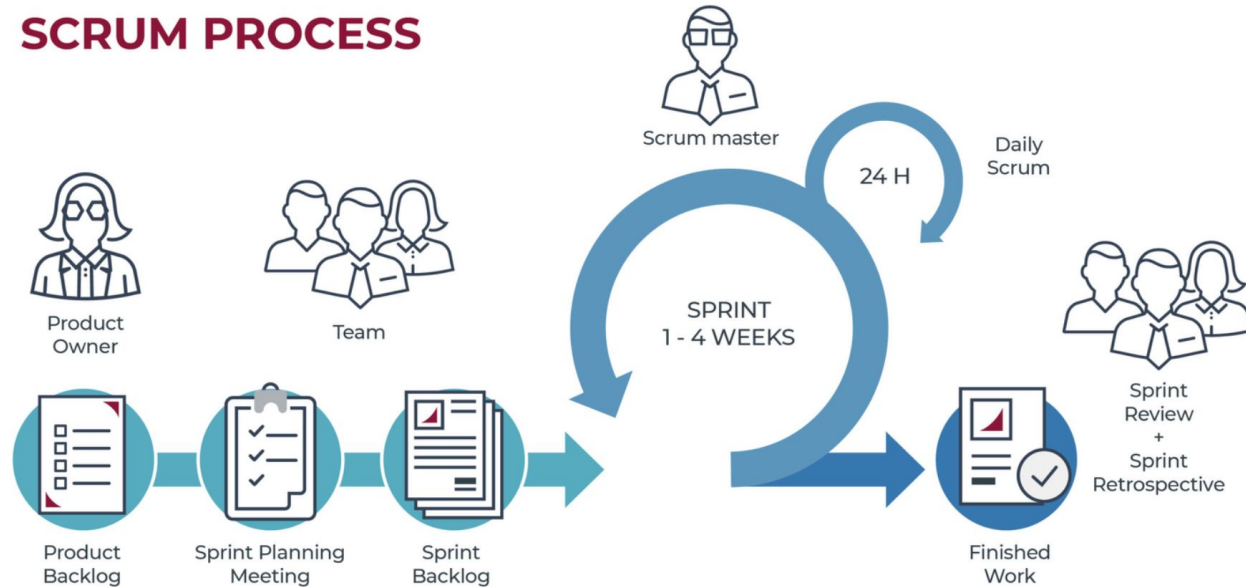 SCRUM PROCESS
Scrum master
24 H
Daily
Scrum
Product
Owner
Team
SPRINT
1 - 4 WEEKS
Sprint
Review
+
Sprint
Retrospective
Product
Backlog
Sprint Planning
Meeting
Sprint
Backlog
Finished
Work